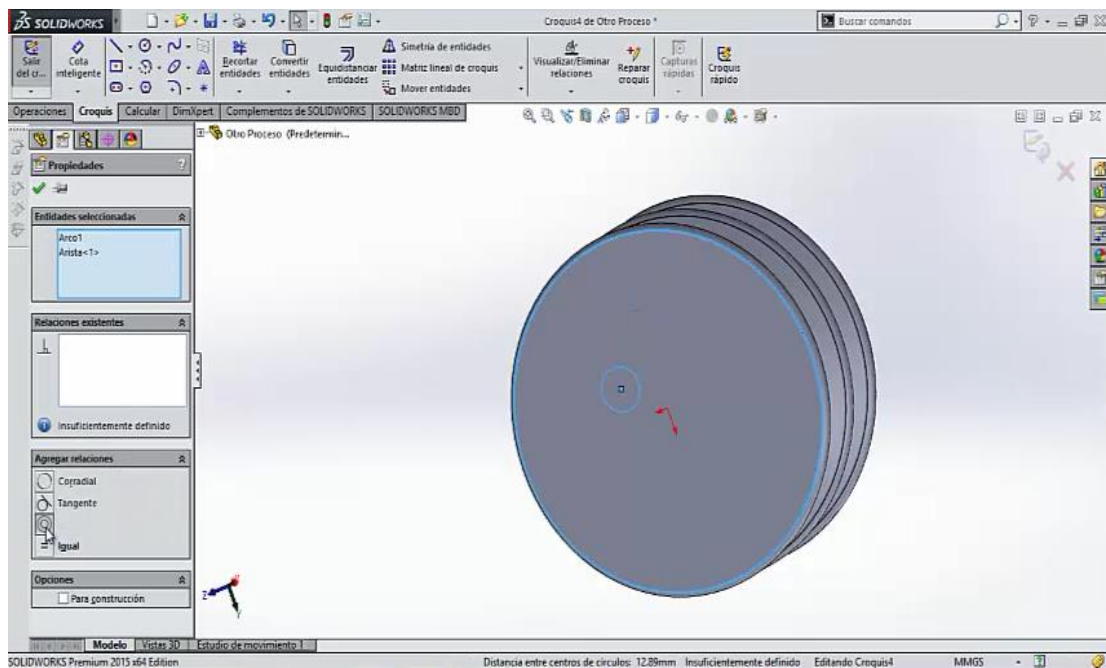 SOLIDWORKS
Croquis4 de Otro Proceso *
Buscar comandos
Salir del cr...
Cota inteligente
Recortar entidades
Convertir entidades
Equidistanciar entidades
Simetría de entidades
Matriz lineal de croquis
Mover entidades
Visualizar/Eliminar relaciones
Reparar croquis
Capturas rápidas
Croquis rápido
Operaciones
Croquis
Calcular
DimXpert
Complementos de SOLIDWORKS
SOLIDWORKS MBD
Otro Proceso (Predetermin...
Propiedades
?
Entidades seleccionadas
Arco1
Arista<1>
Relaciones existentes
Insuficientemente definido
Agregar relaciones
Corradial
Tangente
Igual
Opciones
Para construcción
Z
Y
Modelo
Vistas 3D
Estudio de movimiento 1
SOLIDWORKS Premium 2015 x64 Edition
Distancia entre centros de círculos: 12.89mm
Insuficientemente definido
Editando Croquis4
MMGS